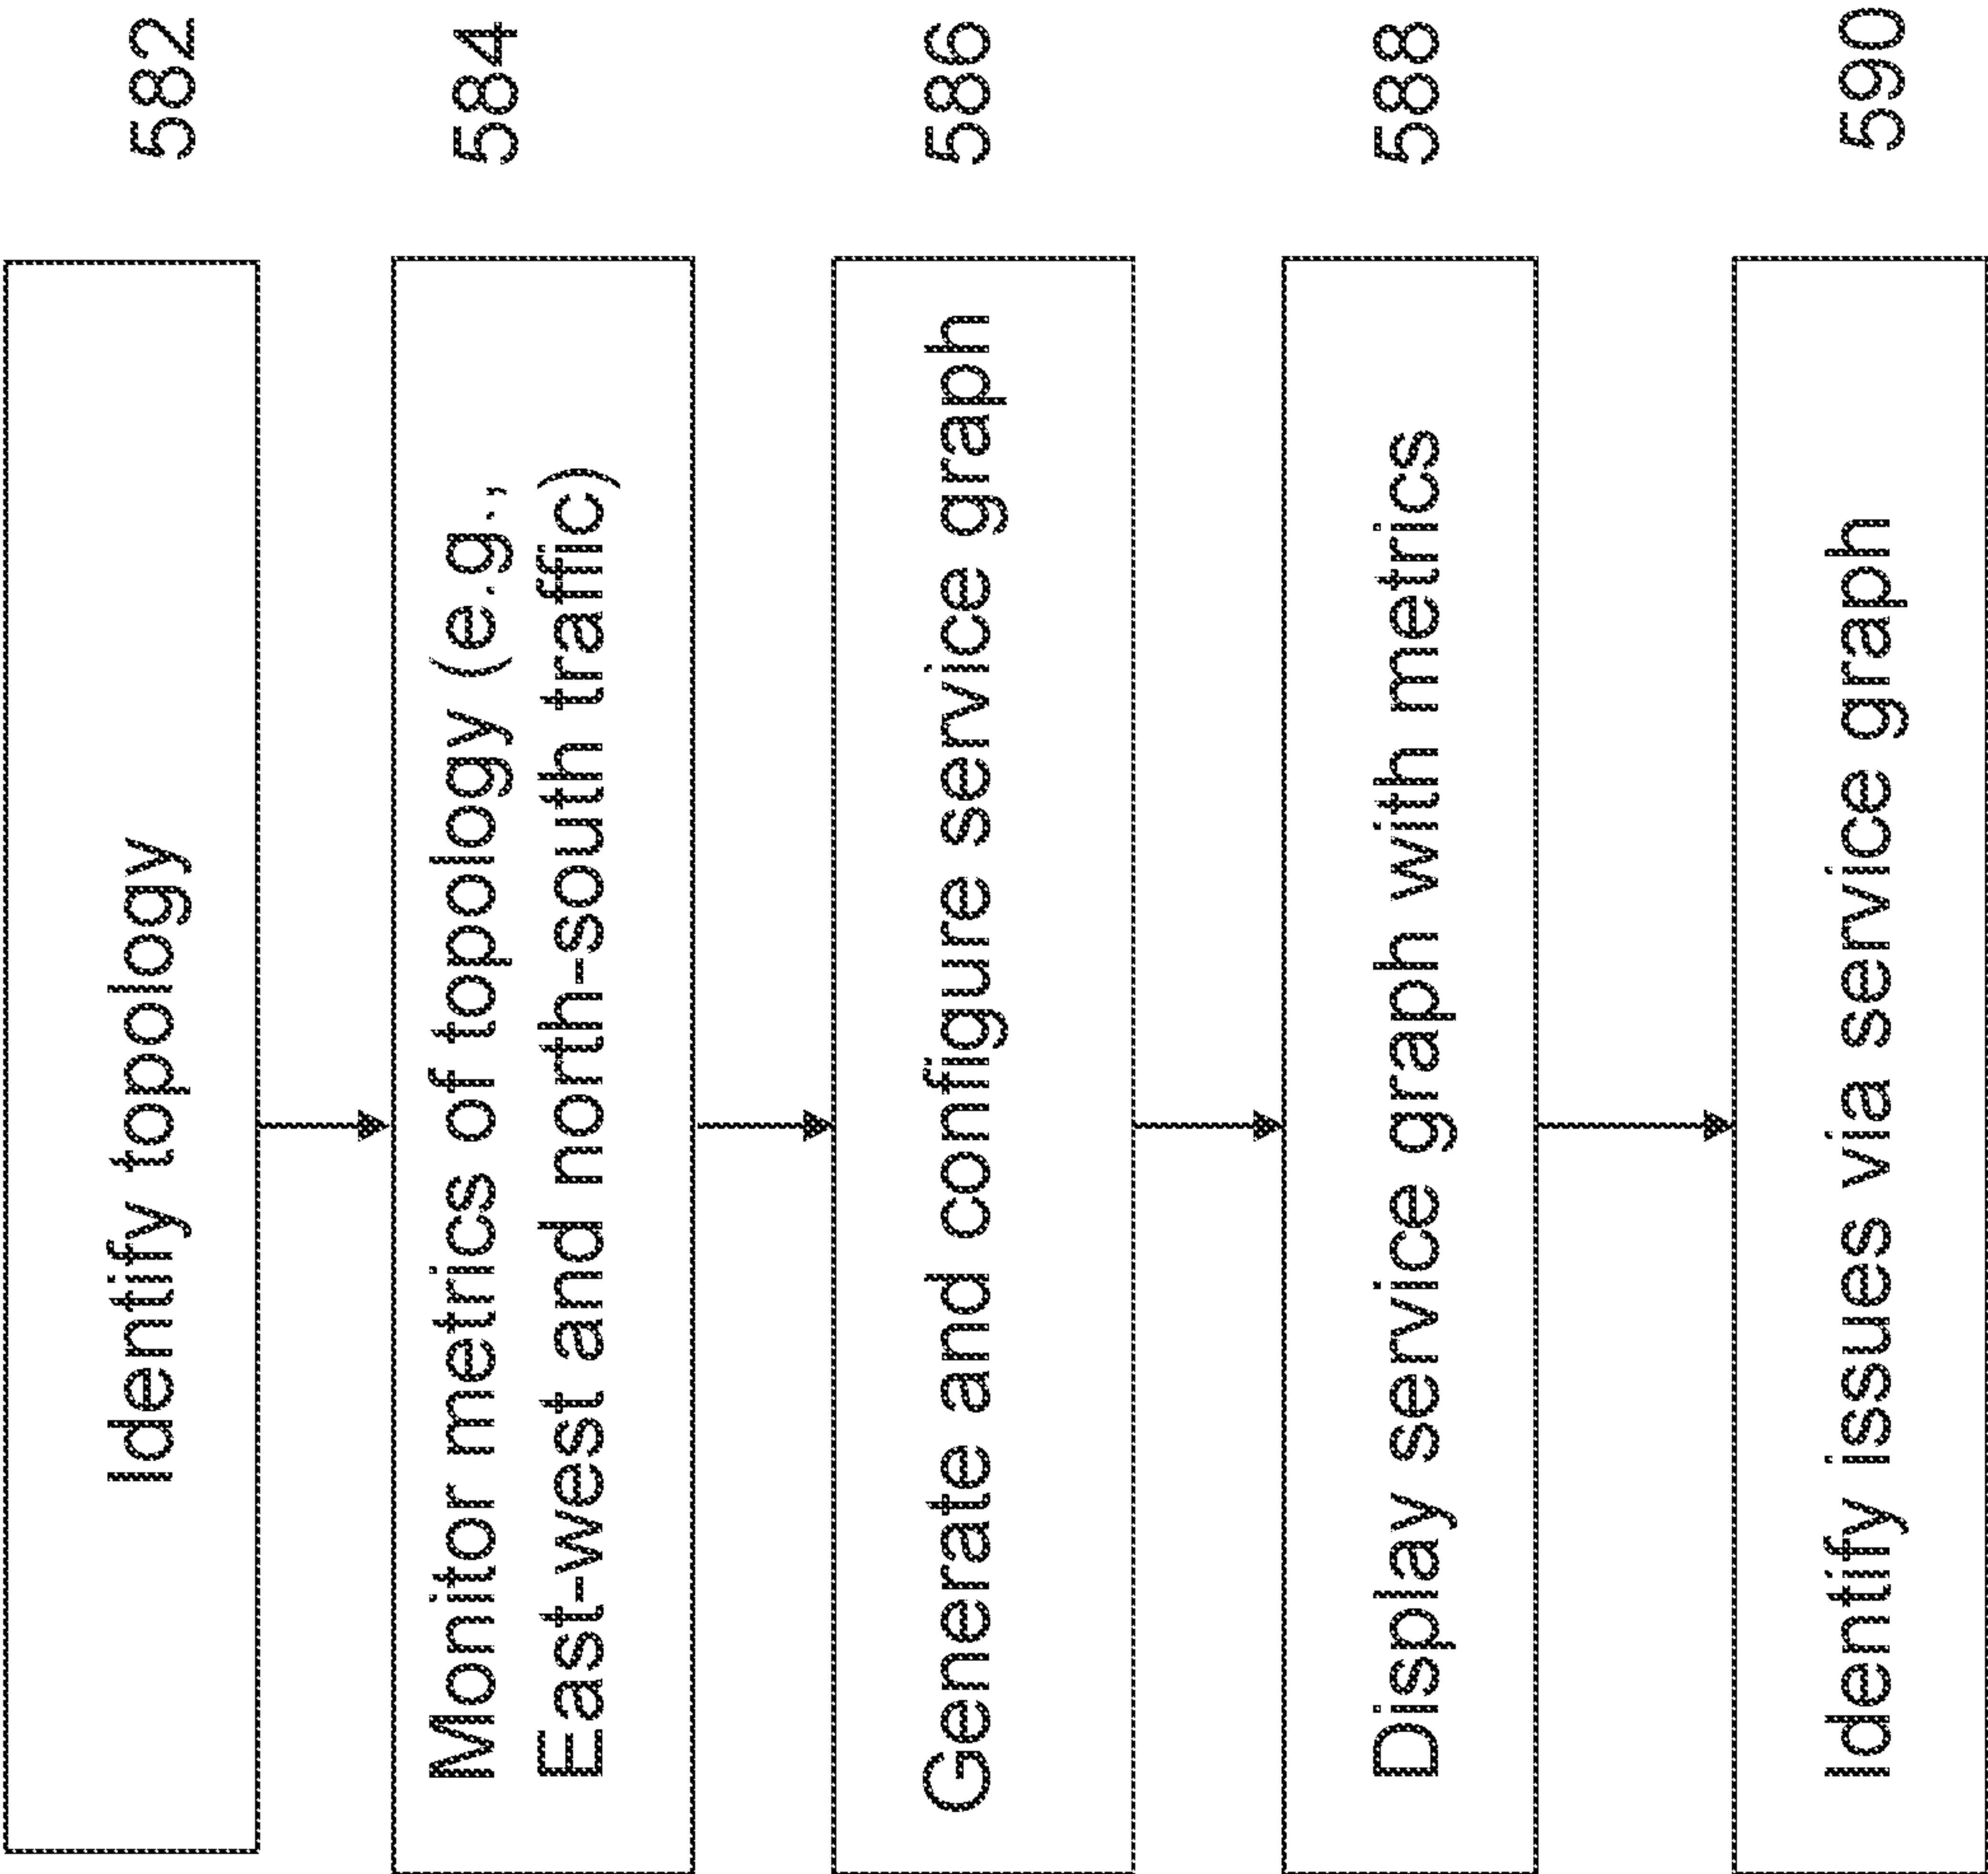 Identify topology
582
Monitor metrics of topology (e.g.,
East-west and north-south traffic)
584
Generate and configure service graph
586
Display service graph with metrics
588
Identify issues via service graph
590